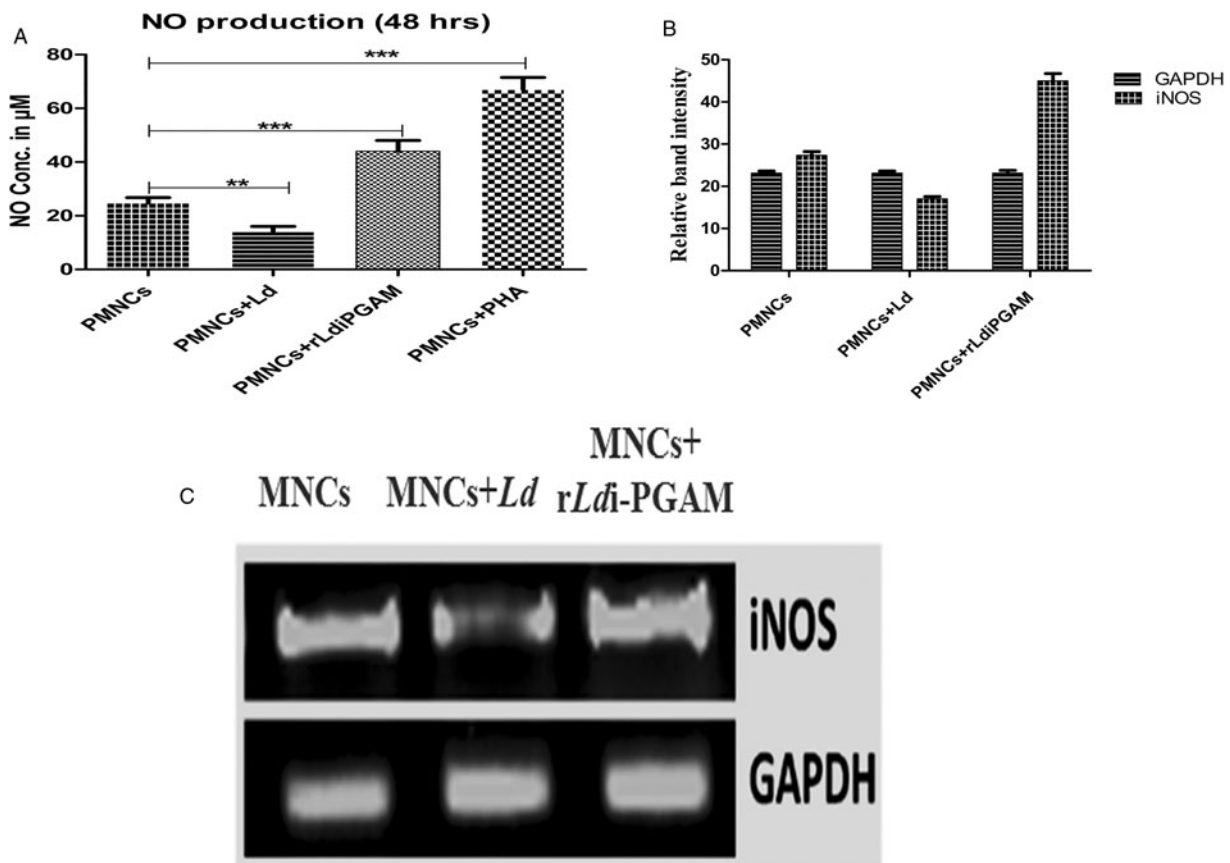 A
NO production (48 hrs)
NO Conc. in µM
80
60
40
20
0
***
***
**
PMNCs
PMNCs+Ld
PMNCs+rLdiPGAM
PMNCs+PHA
B
Relative band intensity
50
40
30
20
10
0
PMNCs
PMNCs+Ld
PMNCs+rLdiPGAM
GAPDH
iNOS
C
MNCs
MNCs+Ld
MNCs+
rLdi-PGAM
iNOS
GAPDH